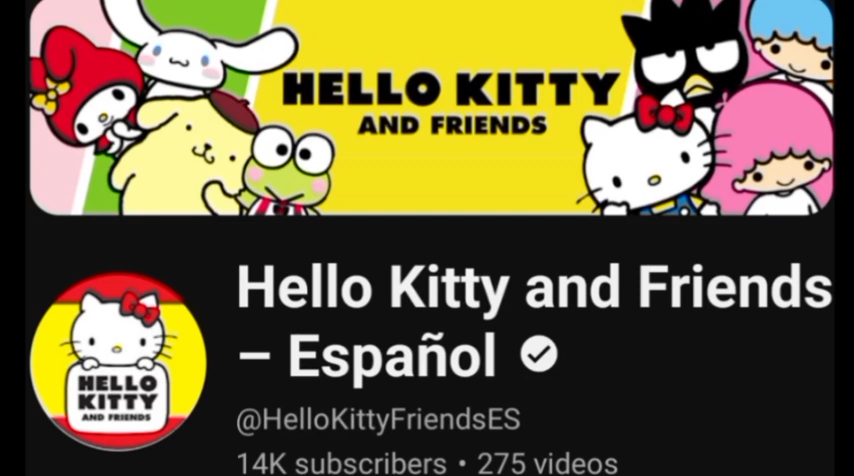 HELLO KITTY
AND FRIENDS
Hello Kitty and Friends
– Español
HELLO
KITTY
AND FRIENDS
@HelloKittyFriendsES
14K subscribers • 275 videos